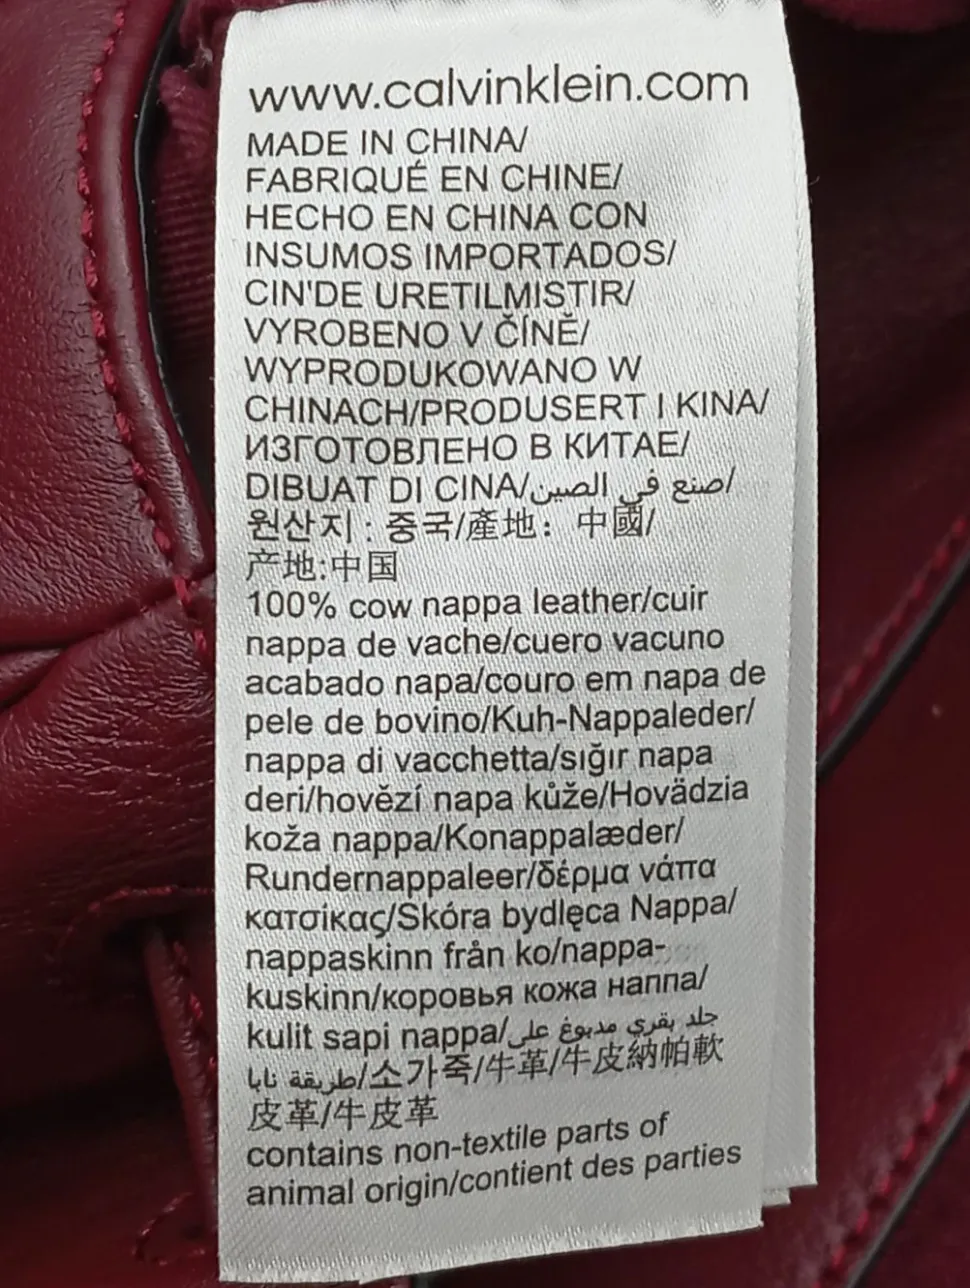 www.calvinklein.com
MADE IN CHINA/
FABRIQUÉ EN CHINE/
HECHO EN CHINA CON
INSUMOS IMPORTADOS/
CIN'DE URETILMISTIR/
VYROBENO V ČÍNĚ/
WYPRODUKOWANO W
CHINACH/PRODUSERT I KINA/
ИЗГОТОВЛЕНО В КИТАЕ/
DIBUAT DI CINA/صنع في الصين/
원산지 : 중국/產地：中國/
产地:中国
100% cow nappa leather/cuir
nappa de vache/cuero vacuno
acabado napa/couro em napa de
pele de bovino/Kuh-Nappaleder/
nappa di vacchetta/sığır napa
deri/hovězí napa kůže/Hovädzia
koža nappa/Konappalæder/
Rundernappaleer/δέρμα νάπα
κατσίκας/Skóra bydlęca Nappa/
nappaskinn från ko/nappa-
kuskinn/коровья кожа наппа/
kulit sapi nappa/جلد بقري مدبوغ على
طريقة نابا/소가죽/牛革/牛皮納帕軟
皮革/牛皮革
contains non-textile parts of
animal origin/contient des parties